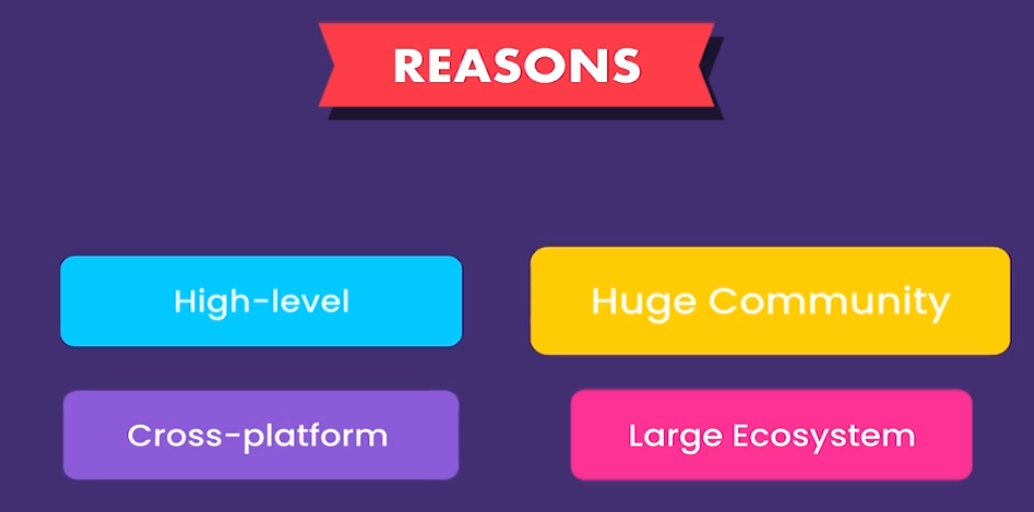 REASONS
High-level
Huge Community
Cross-platform
Large Ecosystem